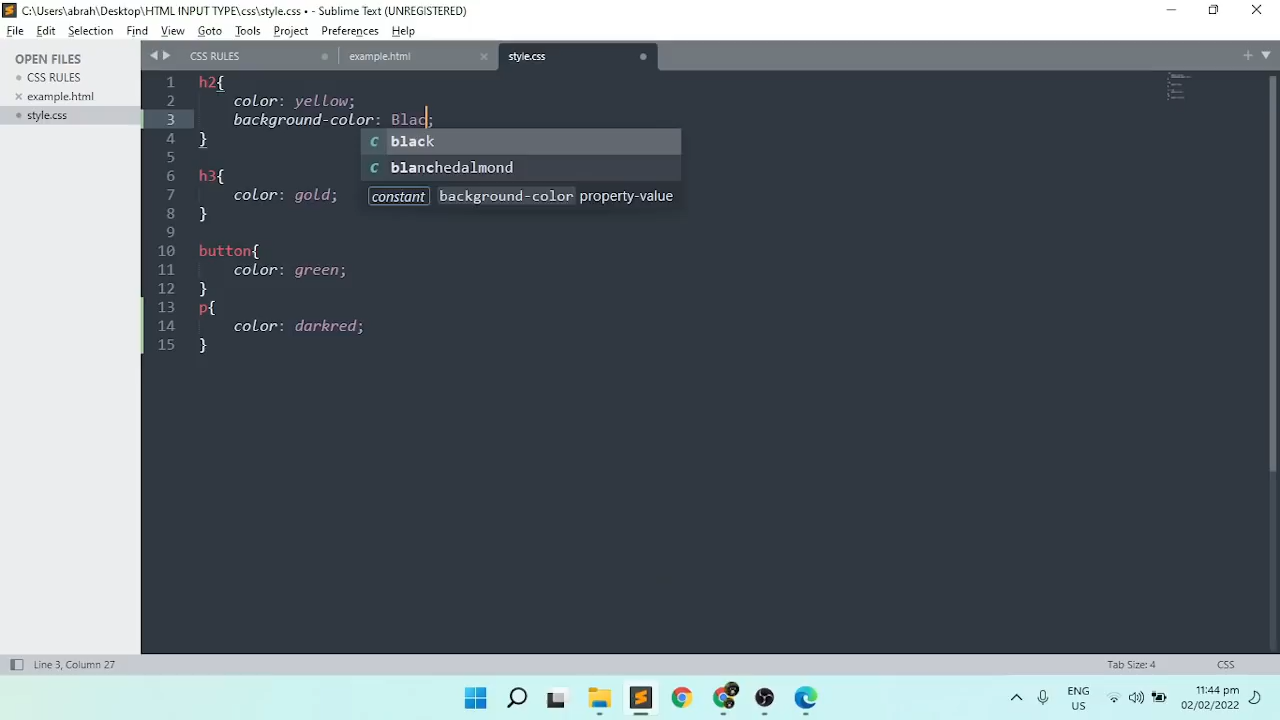 C:\Users\abrah\Desktop\HTML INPUT TYPE\css\style.css • - Sublime Text (UNREGISTERED)
File Edit Selection Find View Goto Tools Project Preferences Help
OPEN FILES
CSS RULES
example.html
style.css
CSS RULES example.html style.css
1 h2{
2 color: yellow;
3 background-color: Blac;
4 }
5
6 h3{
7 color: gold;
8 }
9
10 button{
11 color: green;
12 }
13 p{
14 color: darkred;
15 }
C black
C blanchedalmond
constant background-color property-value
Line 3, Column 27 Tab Size: 4 CSS
ENG
US
11:44 pm
02/02/2022